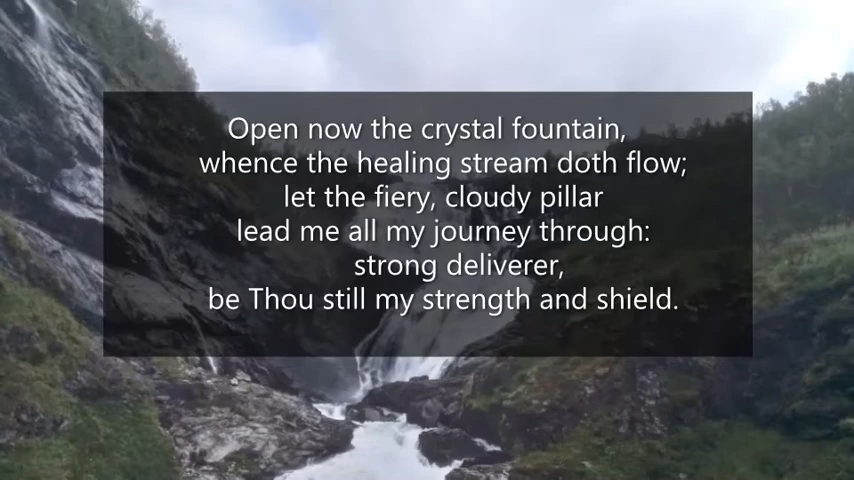 Open now the crystal fountain,
whence the healing stream doth flow;
let the fiery, cloudy pillar
lead me all my journey through:
strong deliverer,
be Thou still my strength and shield.